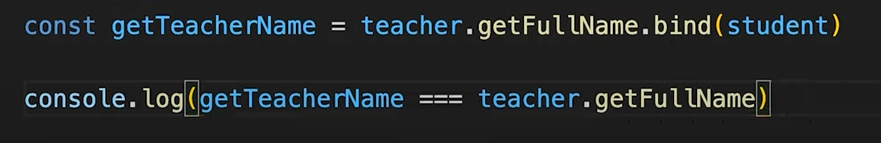 const getTeacherName = teacher.getFullName.bind(student)
console.log(getTeacherName === teacher.getFullName)